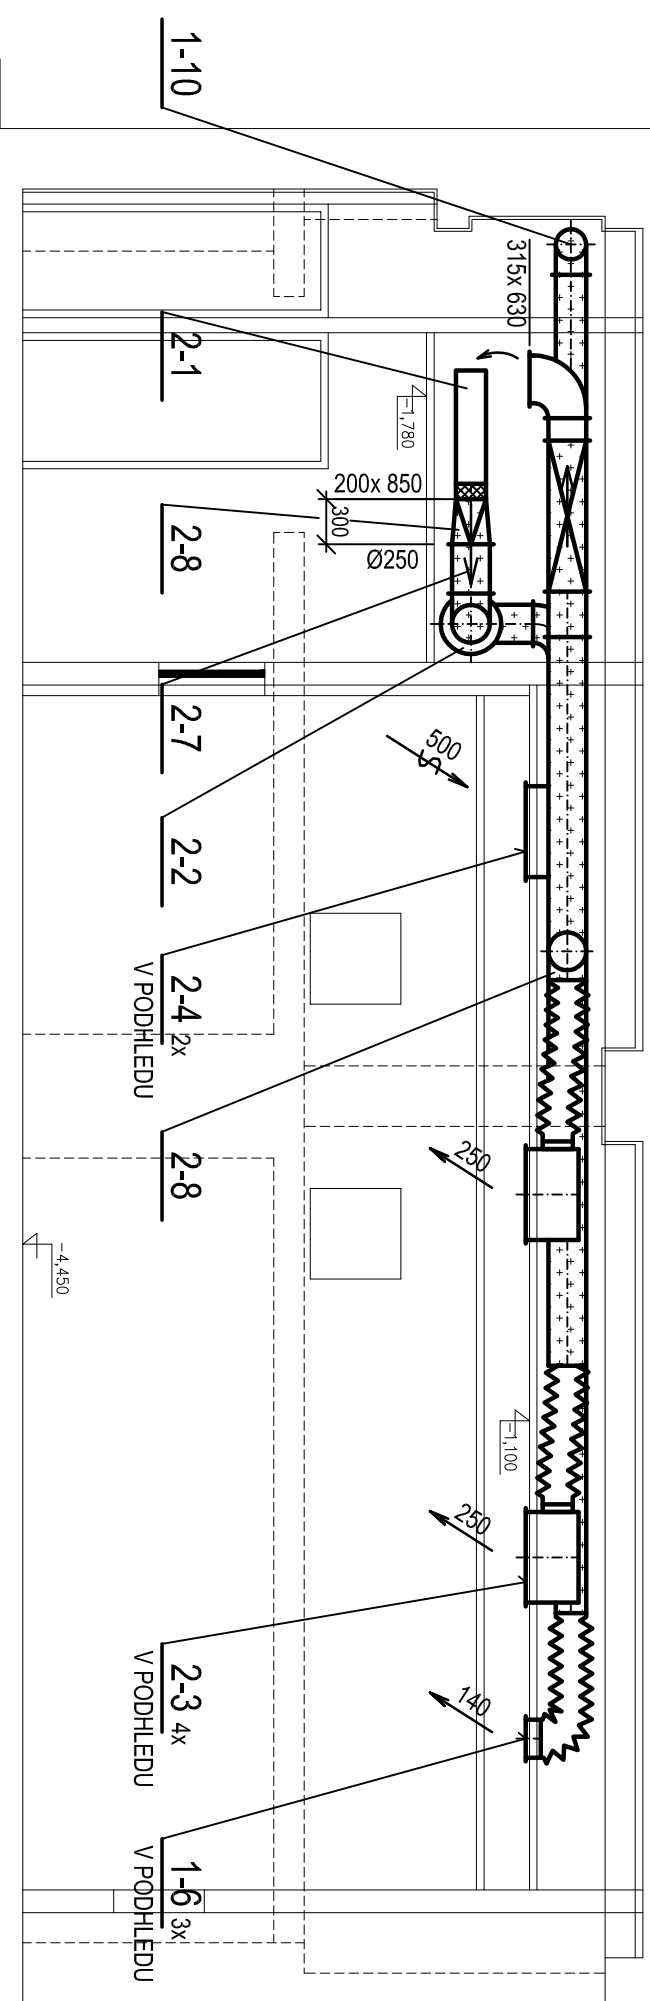 1-10
315x 630
2-1
-1,780
200x 850
300
Ø250
2-8
2-7
500
2-2
2-4 2x
V PODHLEDU
2-8
250
-4,450
-1,100
250
2-3 4x
V PODHLEDU
140
1-6 3x
V PODHLEDU